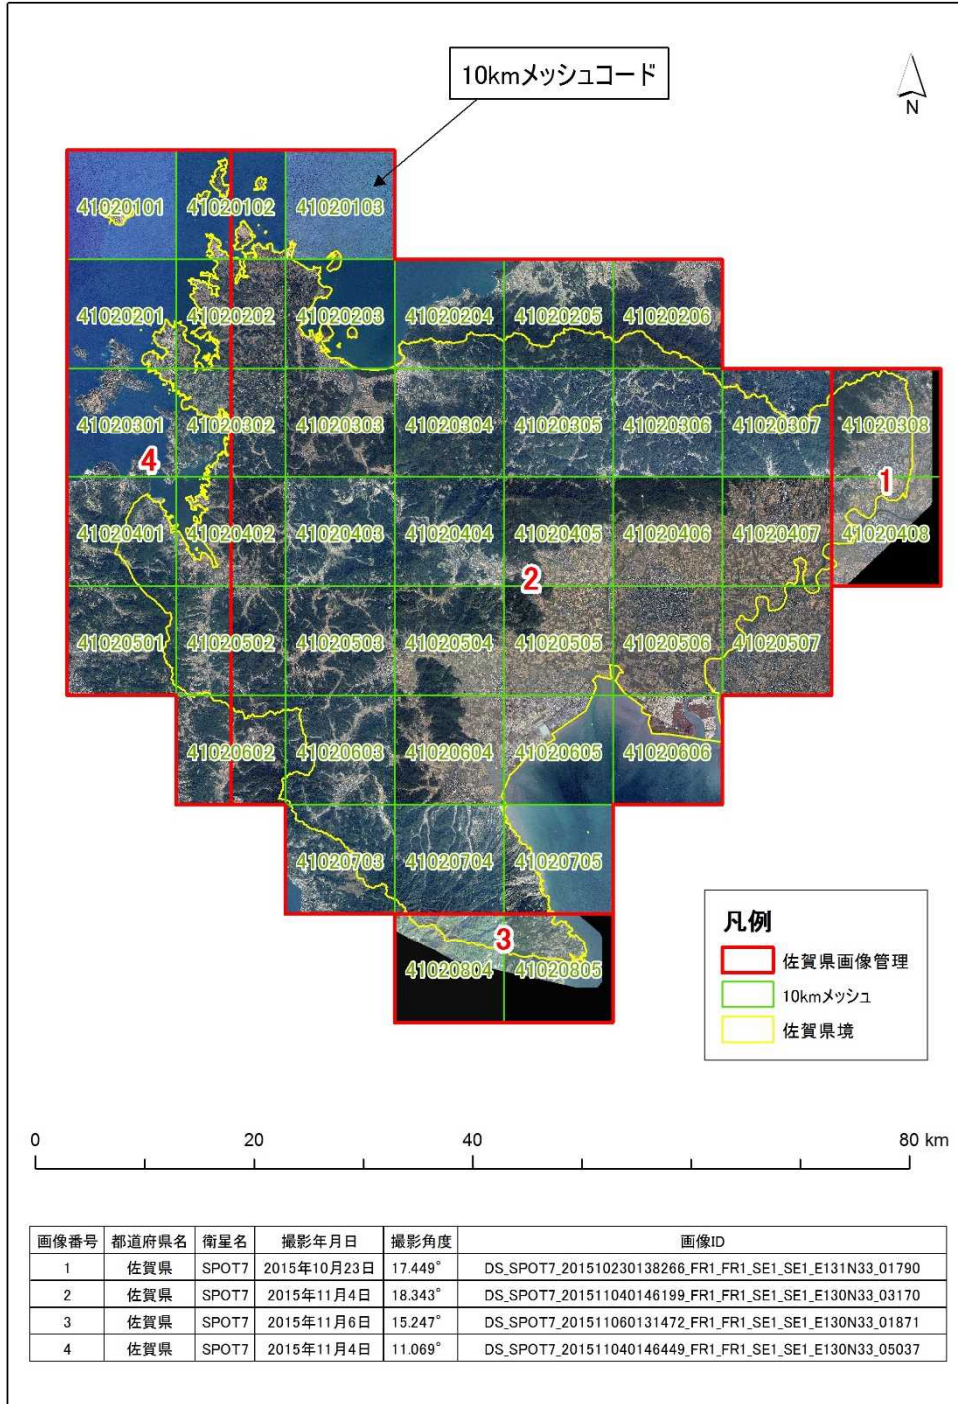 10kmメッシュコード
N
41020101 41020102 41020103
41020201 41020202 41020203 41020204 41020205 41020206
41020301 41020302 41020303 41020304 41020305 41020306 41020307 41020308
4
1
41020401 41020402 41020403 41020404 41020405 41020406 41020407 41020408
2
41020501 41020502 41020503 41020504 41020505 41020506 41020507
41020602 41020603 41020604 41020605 41020606
41020703 41020704 41020705
3
41020804 41020805
凡例
佐賀県画像管理
10kmメッシュ
佐賀県境
0 20 40 80 km
画像番号 都道府県名 衛星名 撮影年月日 撮影角度 画像ID
1 佐賀県 SPOT7 2015年10月23日 17.449° DS_SPOT7_201510230138266_FR1_FR1_SE1_SE1_E131N33_01790
2 佐賀県 SPOT7 2015年11月4日 18.343° DS_SPOT7_201511040146199_FR1_FR1_SE1_SE1_E130N33_03170
3 佐賀県 SPOT7 2015年11月6日 15.247° DS_SPOT7_201511060131472_FR1_FR1_SE1_SE1_E130N33_01871
4 佐賀県 SPOT7 2015年11月4日 11.069° DS_SPOT7_201511040146449_FR1_FR1_SE1_SE1_E130N33_05037